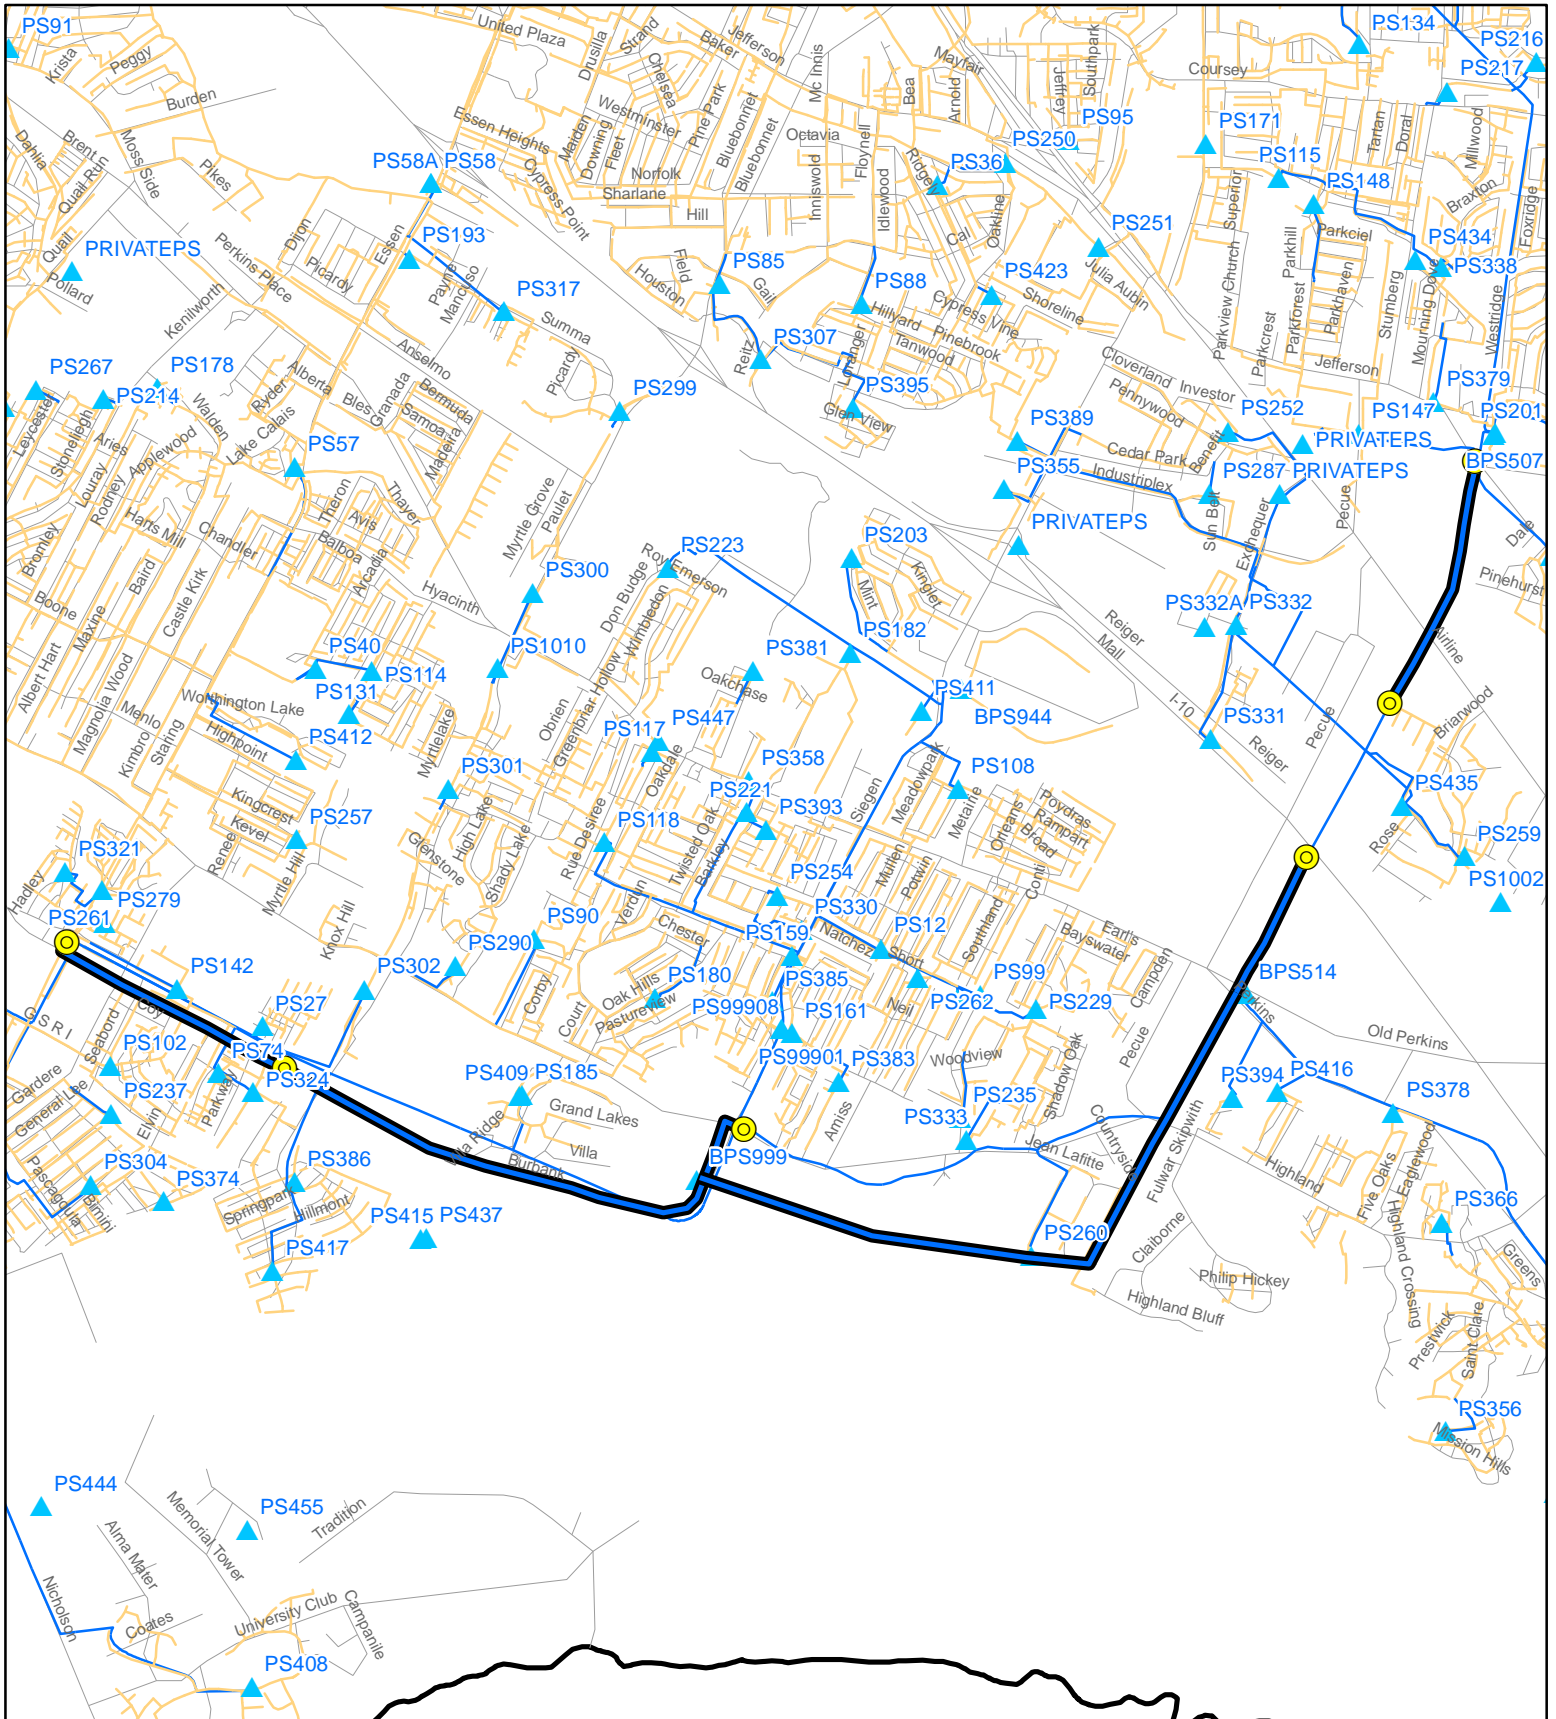 PS91
Krista
Peggy
Burden
United Plaza
Drusilla
Strand
Chelsea
Baker
Jefferson
Mc Innis
Mayfair
Bea
Arnold
Jeffrey
Southpark
Coursey
PS134
PS216
PS217
Dahlia
Brent
Quail Run
Moss Side
Pikes
Essen Heights
Maiden
Downing
Fleet
Westminster
Pine Park
Bluebonnet
Bluebonnet
Octavia
Floynell
PS250
PS95
PS171
Tartan
Doral
Millwood
PS58A
PS58
Cypress Point
Norfolk
Sharlane
Hill
Inniswold
Idlewood
Ridgel
PS36
PS115
PS148
Braxton
Foxridge
Quail
PRIVATEPS
Pollard
Dijon
Essen
PS193
Perkins Place
Picardy
Payne
Mancuso
Field
Houston
PS85
Gail
Cal
Oakline
PS251
Julia Aubin
Superior
Parkview Church
Parkhill
Parkciel
PS434
PS338
Kenilworth
PS317
Summa
PS88
Hillyard
PS423
Cypress Vine
Shoreline
Parkforest
Parkhaven
Stumberg
Mourning Dove
Westridge
PS267
PS178
PS214
Alberta
Anselmo
Picardy
Reitz
PS307
Loranger
Pinebrook
Tanwood
Cloverland
Investor
Parkcrest
Jefferson
PS379
Leycester
Stoneliegh
Aries
Walden
Ryder
Lake Calais
Bles
Granada
Bermuda
Samoa
Madeira
PS299
PS395
Glen View
PS389
Pennywood
PS252
PS147
PS201
Louray
Rodney
Applewood
PS57
Cedar Park
Benefit
PRIVATEPS
PS355
Industriplex
PS287
PRIVATEPS
BPS507
Bromley
Harts Mill
Chandler
Theron
Avis
Balboa
Thayer
Myrtle Grove
Paulet
PRIVATEPS
Sun Belt
Exchequer
Pecue
Dale
Boone
Baird
Castle Kirk
Arcadia
Hyacinth
PS300
Roy Emerson
PS223
PS203
Mint
Kinglet
Pinehurst
Albert Hart
Maxine
Magnolia Wood
PS40
PS114
PS131
PS1010
Don Budge
Wimbledon
PS381
PS182
Reiger
Mall
PS332A
PS332
Airline
Menlo
Worthington Lake
Oakchase
PS411
BPS944
I-10
PS331
Reiger
Pecue
Briarwood
Kimbro
Staring
Highpoint
PS412
Myrtlelake
Obrien
Greenbriar Hollow
PS117
PS447
Oakdale
PS358
Siegen
Meadowpark
PS108
Metairie
PS435
Kingcrest
Kevel
PS257
PS301
Glenstone
High Lake
Shady Lake
Rue Desiree
PS118
Twisted Oak
Barkley
PS221
PS393
Mullen
Potwin
Orleans
Poydras
Rampart
Broad
Conti
Rose
PS259
PS1002
PS321
Hadley
PS279
PS261
Renee
Myrtle Hill
Knox Hill
Verdun
PS254
PS330
PS90
Chester
PS159
Natchez
Short
PS12
Southland
Earl's
Bayswater
Campden
PS142
PS302
PS290
Corby
Court
Oak Hills
Pastureview
PS180
PS385
PS99
BPS514
Perkins
G S R I
Seabord
Coy
PS27
PS99908
PS161
Neil
PS262
PS229
Pecue
Old Perkins
Gardere
PS102
PS74
PS324
PS99901
PS383
Woodview
Shadow Oak
General Lee
PS237
Elvin
Parkway
PS409
PS185
Grand Lakes
Amiss
PS333
PS235
Countryside
Fulwar Skipwith
PS394
PS416
PS378
Pascagoula
PS304
Bimini
PS374
PS386
Springpark
Hillmont
Villa Ridge
Burbank
Villa
BPS999
Jean Lafitte
Highland
Five Oaks
Eaglewood
PS415
PS437
PS417
PS260
Claiborne
PS366
Highland Crossing
Greens
Philip Hickey
Highland Bluff
Prestwick
Saint Clare
PS356
Mission Hills
PS444
Memorial Tower
PS455
Tradition
Alma Mater
Nicholson
Coates
University Club
Campanile
PS408